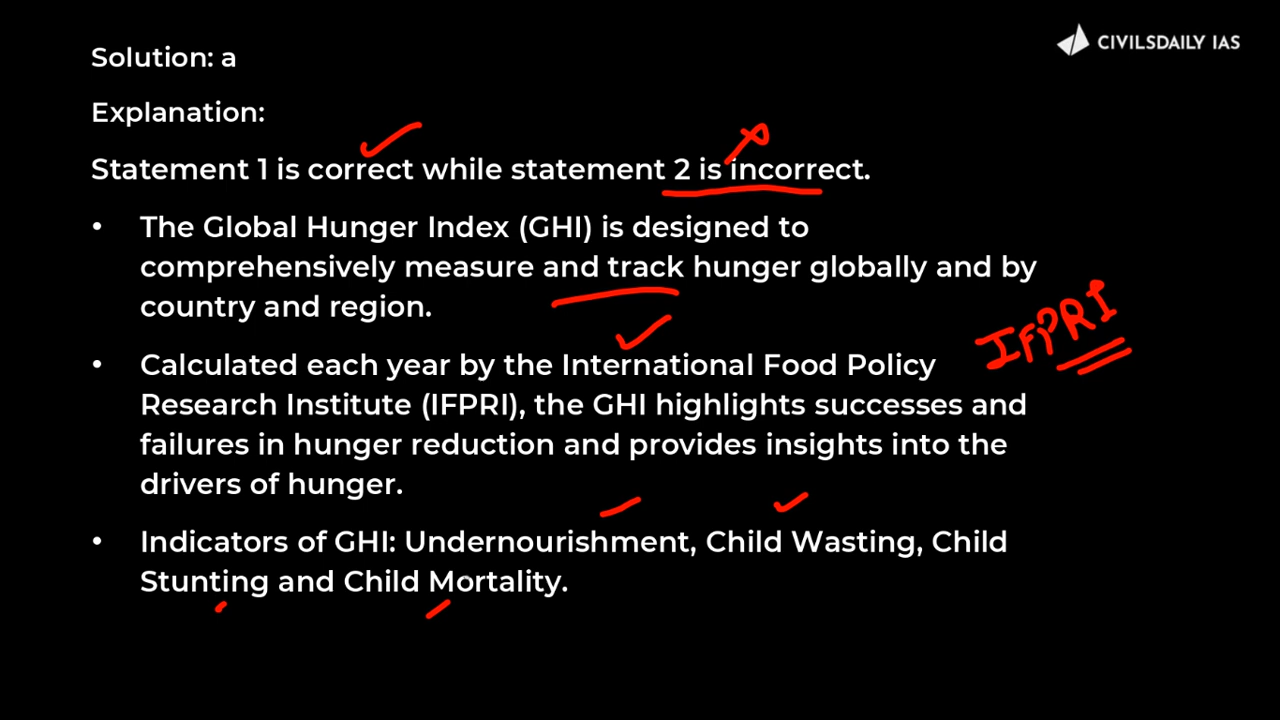 CIVILSDAILY IAS
Solution: a
Explanation:
Statement 1 is correct while statement 2 is incorrect.
• The Global Hunger Index (GHI) is designed to
comprehensively measure and track hunger globally and by
country and region.
IFPRI
• Calculated each year by the International Food Policy
Research Institute (IFPRI), the GHI highlights successes and
failures in hunger reduction and provides insights into the
drivers of hunger.
• Indicators of GHI: Undernourishment, Child Wasting, Child
Stunting and Child Mortality.